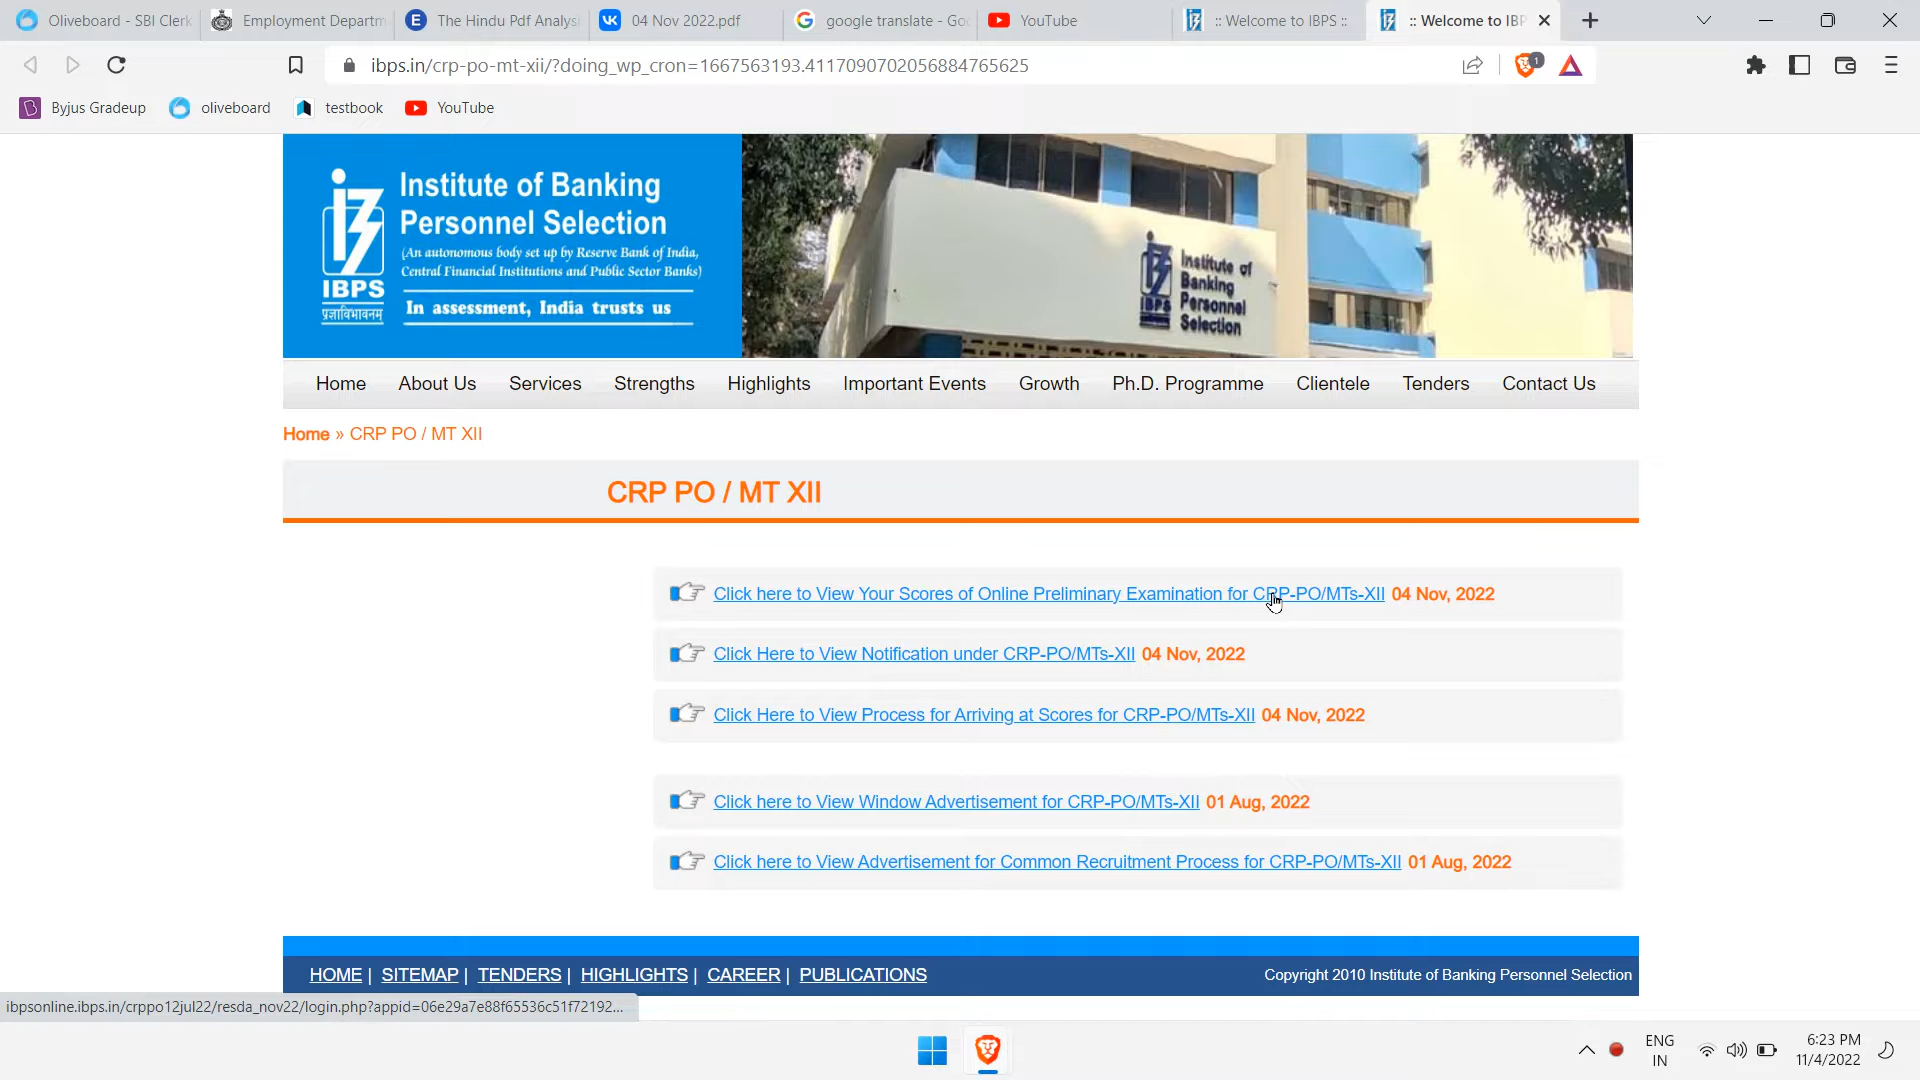 Oliveboard - SBI Clerk
Employment Departm
The Hindu Pdf Analysi
04 Nov 2022.pdf
google translate - Goo
YouTube
:: Welcome to IBPS ::
:: Welcome to IBP
ibps.in/crp-po-mt-xii/?doing_wp_cron=1667563193.4117090702056884765625
1
Byjus Gradeup
oliveboard
testbook
YouTube
Institute of Banking
Personnel Selection
(An autonomous body set up by Reserve Bank of India,
Central Financial Institutions and Public Sector Banks)
IBPS
प्रज्ञाविभावनम्
In assessment, India trusts us
Institute of
Banking
Personnel
Selection
IBPS
Home About Us Services Strengths Highlights Important Events Growth Ph.D. Programme Clientele Tenders Contact Us
Home » CRP PO / MT XII
CRP PO / MT XII
Click here to View Your Scores of Online Preliminary Examination for CRP-PO/MTs-XII 04 Nov, 2022
Click Here to View Notification under CRP-PO/MTs-XII 04 Nov, 2022
Click Here to View Process for Arriving at Scores for CRP-PO/MTs-XII 04 Nov, 2022
Click here to View Window Advertisement for CRP-PO/MTs-XII 01 Aug, 2022
Click here to View Advertisement for Common Recruitment Process for CRP-PO/MTs-XII 01 Aug, 2022
HOME | SITEMAP | TENDERS | HIGHLIGHTS | CAREER | PUBLICATIONS
Copyright 2010 Institute of Banking Personnel Selection
ibpsonline.ibps.in/crppo12jul22/resda_nov22/login.php?appid=06e29a7e88f65536c51f72192...
ENG
IN
6:23 PM
11/4/2022